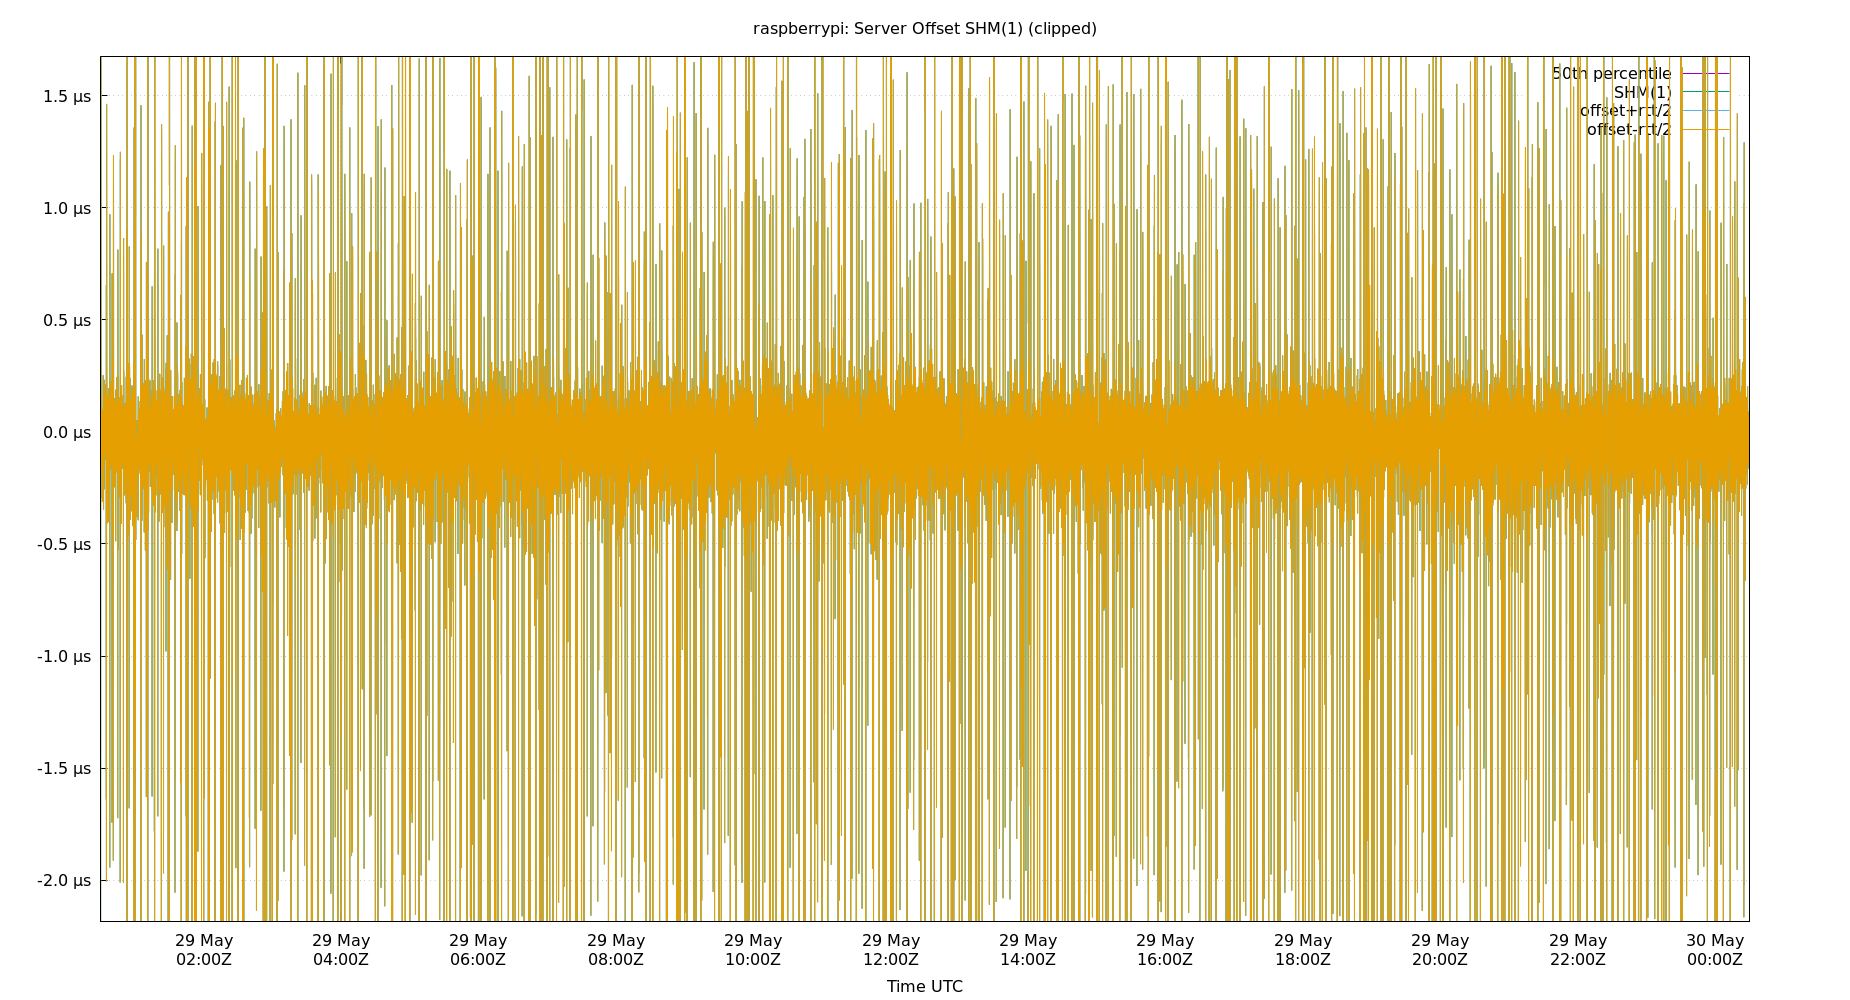 raspberrypi: Server Offset SHM(1) (clipped)
50th percentile
SHM(1)
offset+rtt/2
offset-rtt/2
1.5 µs
1.0 µs
0.5 µs
0.0 µs
-0.5 µs
-1.0 µs
-1.5 µs
-2.0 µs
29 May 29 May 29 May 29 May 29 May 29 May 29 May 29 May 29 May 29 May 29 May 30 May
02:00Z 04:00Z 06:00Z 08:00Z 10:00Z 12:00Z 14:00Z 16:00Z 18:00Z 20:00Z 22:00Z 00:00Z
Time UTC